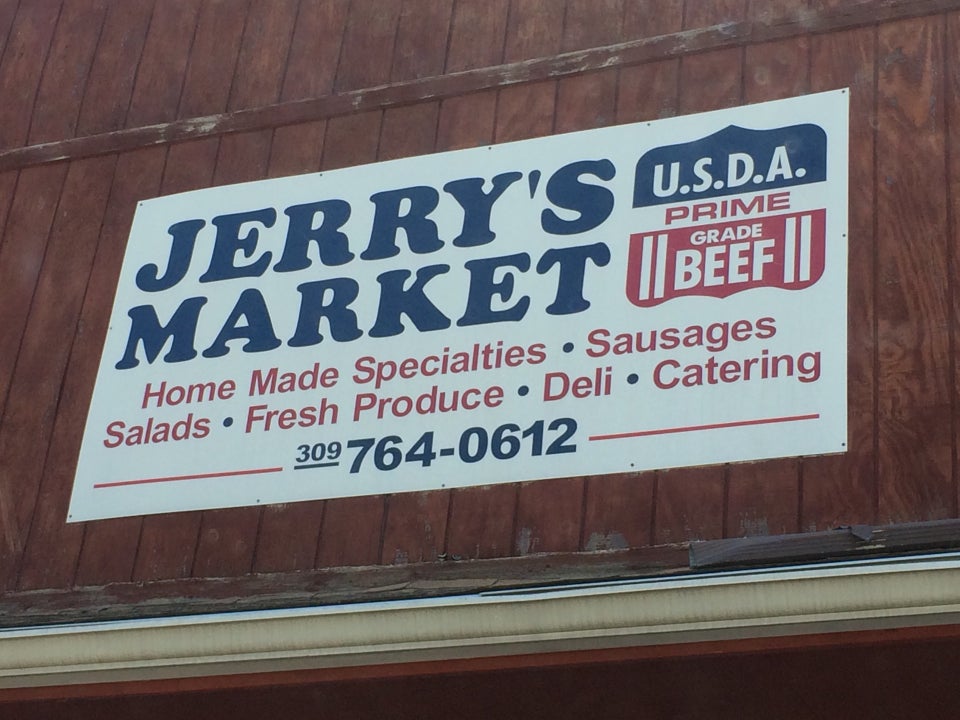 JERRY'S
MARKET
U.S.D.A.
PRIME
GRADE
BEEF
Home Made Specialties • Sausages
Salads • Fresh Produce • Deli • Catering
309 764-0612